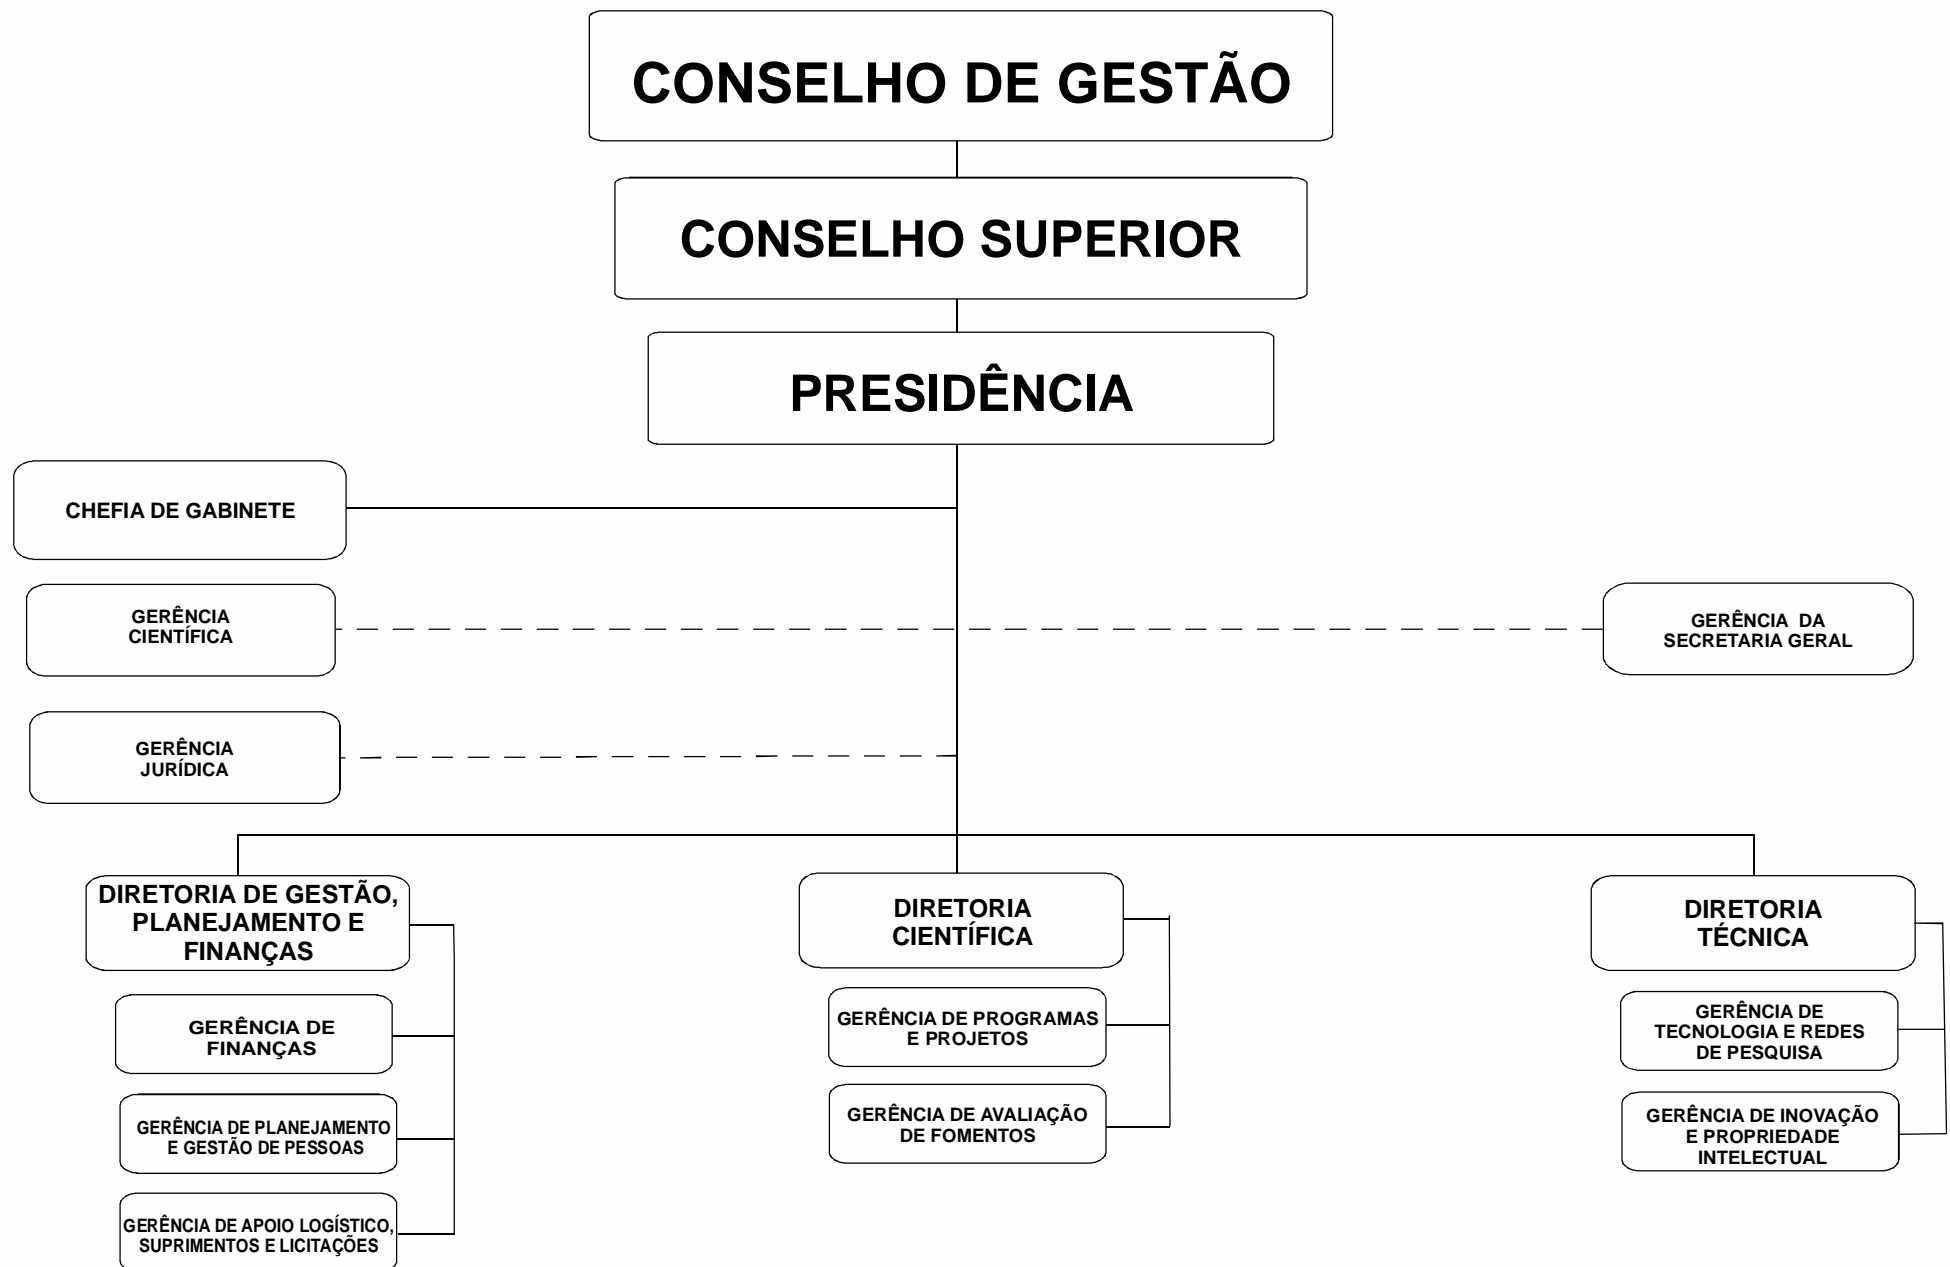 CONSELHO DE GESTÃO
CONSELHO SUPERIOR
PRESIDÊNCIA
CHEFIA DE GABINETE
GERÊNCIA
CIENTÍFICA
GERÊNCIA DA
SECRETARIA GERAL
GERÊNCIA
JURÍDICA
DIRETORIA DE GESTÃO,
PLANEJAMENTO E
FINANÇAS
GERÊNCIA DE
FINANÇAS
GERÊNCIA DE PLANEJAMENTO
E GESTÃO DE PESSOAS
GERÊNCIA DE APOIO LOGÍSTICO,
SUPRIMENTOS E LICITAÇÕES
DIRETORIA
CIENTÍFICA
GERÊNCIA DE PROGRAMAS
E PROJETOS
GERÊNCIA DE AVALIAÇÃO
DE FOMENTOS
DIRETORIA
TÉCNICA
GERÊNCIA DE
TECNOLOGIA E REDES
DE PESQUISA
GERÊNCIA DE INOVAÇÃO
E PROPRIEDADE
INTELECTUAL